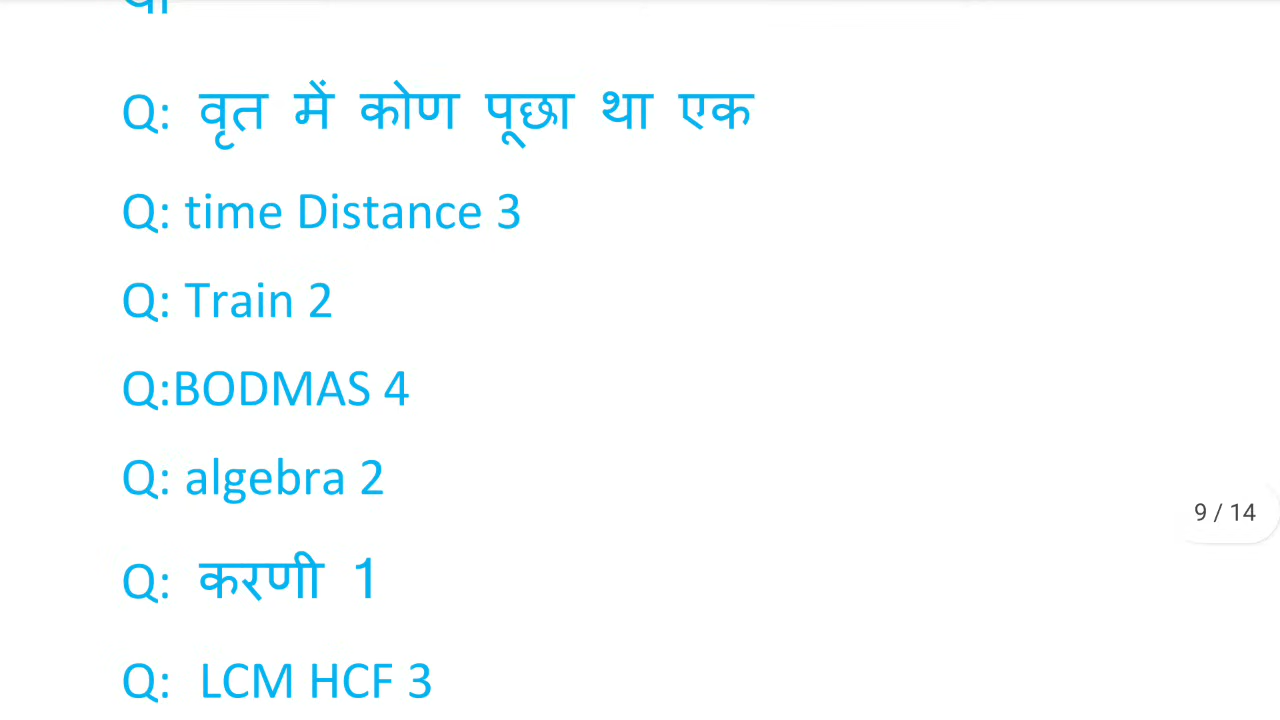 Q: वृत में कोण पूछा था एक
Q: time Distance 3
Q: Train 2
Q:BODMAS 4
Q: algebra 2
9 / 14
Q: करणी 1
Q: LCM HCF 3